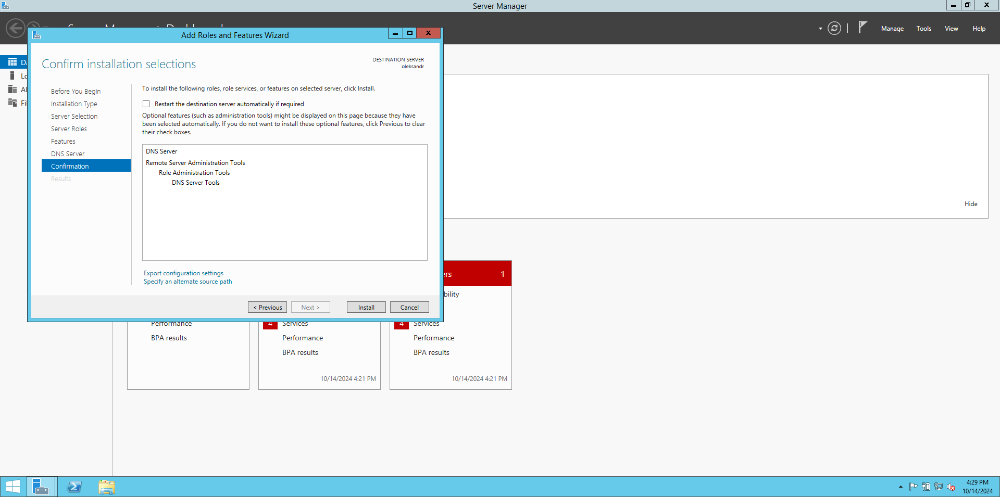 Server Manager
Manage
Tools
View
Help
Add Roles and Features Wizard
Confirm installation selections
DESTINATION SERVER
oleksandr
Before You Begin
Installation Type
Server Selection
Server Roles
Features
DNS Server
Confirmation
Results
To install the following roles, role services, or features on selected server, click Install.
Restart the destination server automatically if required
Optional features (such as administration tools) might be displayed on this page because they have
been selected automatically. If you do not want to install these optional features, click Previous to clear
their check boxes.
DNS Server
Remote Server Administration Tools
Role Administration Tools
DNS Server Tools
Export configuration settings
Specify an alternate source path
< Previous
Next >
Install
Cancel
Hide
ers 1
bility
Performance
BPA results
4 Services
Performance
BPA results
10/14/2024 4:21 PM
4 Services
Performance
BPA results
10/14/2024 4:21 PM
4:29 PM
10/14/2024